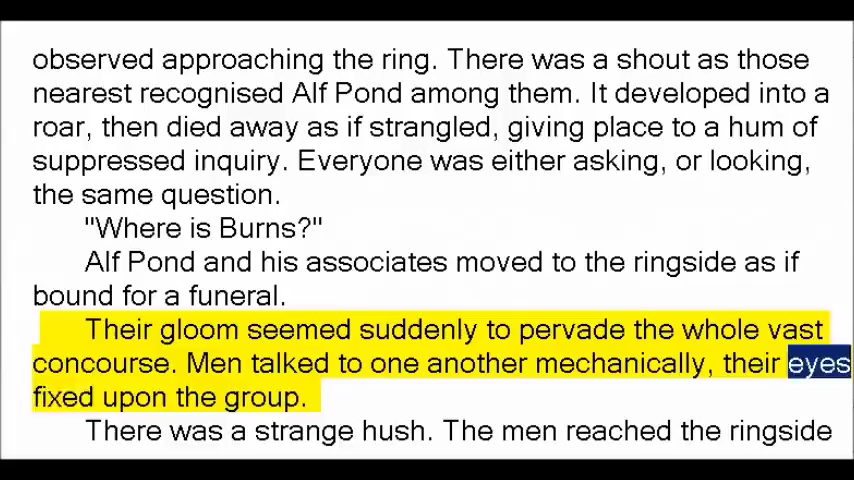 observed approaching the ring. There was a shout as those
nearest recognised Alf Pond among them. It developed into a
roar, then died away as if strangled, giving place to a hum of
suppressed inquiry. Everyone was either asking, or looking,
the same question.
"Where is Burns?"
Alf Pond and his associates moved to the ringside as if
bound for a funeral.
Their gloom seemed suddenly to pervade the whole vast
concourse. Men talked to one another mechanically, their eyes
fixed upon the group.
There was a strange hush. The men reached the ringside